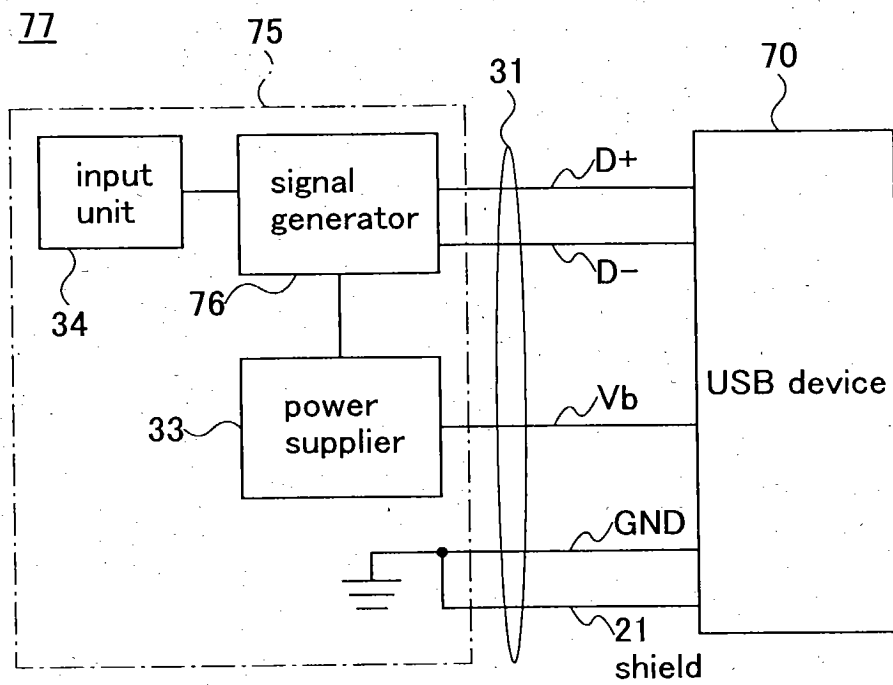 77
75
31
70
input
unit
signal
generator
D+
D-
34
76
33
power
supplier
Vb
USB device
GND
21
shield